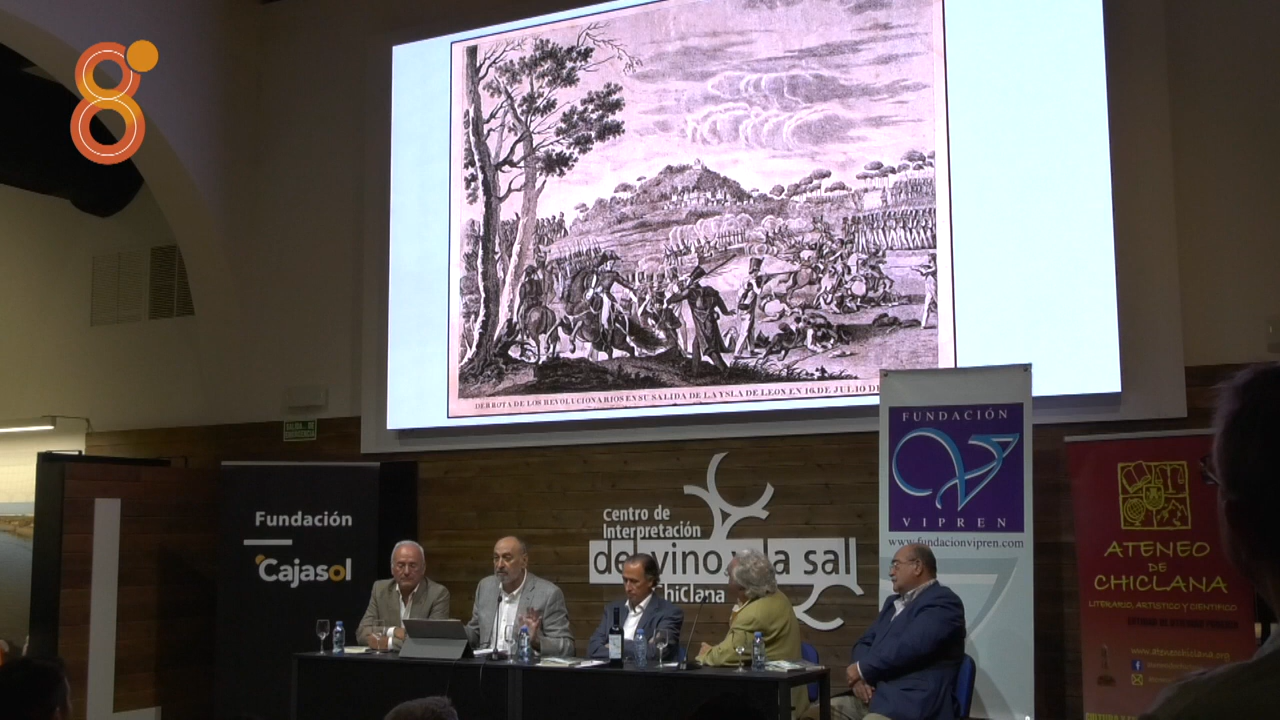 8
DERROTA DE LOS REVOLUCIONARIOS EN SU SALIDA DE LA YSLA DE LEON EN 16. DE JULIO
SALIDA DE
Fundación
Cajasol
Centro de
Interpretación
del vino y la sal
Chiclana
FUNDACIÓN
VIPREN
www.fundacionvipren.com
ATENEO
DE
CHICLANA
LITERARIO, ARTÍSTICO Y CIENTÍFICO
www.ateneochiclana.org